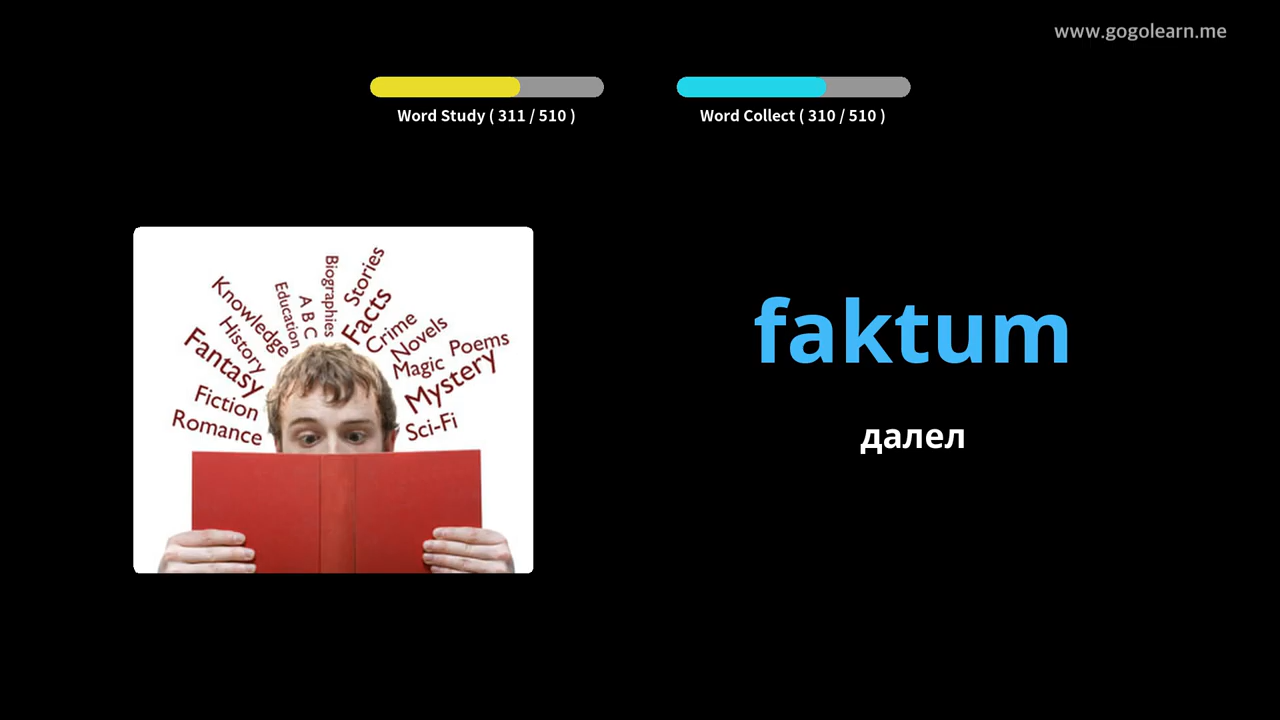 www.gogolearn.me
Word Study ( 311 / 510 )
Word Collect ( 310 / 510 )
Knowledge
History
Fantasy
Fiction
Romance
Education
A B C
Biographies
Stories
Facts
Crime
Novels
Magic
Poems
Mystery
Sci-Fi
faktum
далел